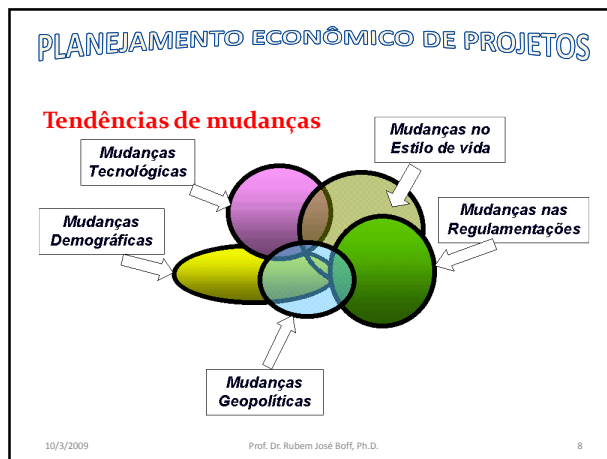 PLANEJAMENTO ECONÔMICO DE PROJETOS
Tendências de mudanças
Mudanças no
Estilo de vida
Mudanças
Tecnológicas
Mudanças nas
Regulamentações
Mudanças
Demográficas
Mudanças
Geopolíticas
10/3/2009
Prof. Dr. Rubem José Boff, Ph.D.
8